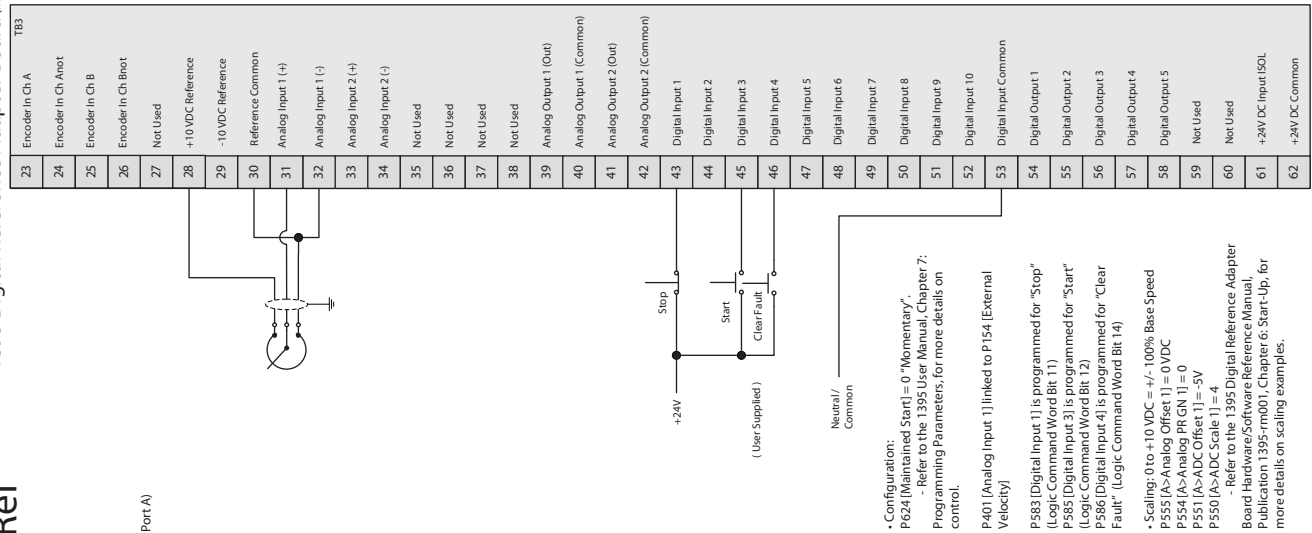 Ref
Port A)
TB3
23 Encoder In Ch A
24 Encoder In Ch Anot
25 Encoder In Ch B
26 Encoder In Ch Bnot
27 Not Used
28 +10 VDC Reference
29 -10 VDC Reference
30 Reference Common
31 Analog Input 1 (+)
32 Analog Input 1 (-)
33 Analog Input 2 (+)
34 Analog Input 2 (-)
35 Not Used
36 Not Used
37 Not Used
38 Not Used
39 Analog Output 1 (Out)
40 Analog Output 1 (Common)
41 Analog Output 2 (Out)
42 Analog Output 2 (Common)
43 Digital Input 1
44 Digital Input 2
45 Digital Input 3
46 Digital Input 4
47 Digital Input 5
48 Digital Input 6
49 Digital Input 7
50 Digital Input 8
51 Digital Input 9
52 Digital Input 10
53 Digital Input Common
54 Digital Output 1
55 Digital Output 2
56 Digital Output 3
57 Digital Output 4
58 Digital Output 5
59 Not Used
60 Not Used
61 +24V DC Input ISOL
62 +24V DC Common
Stop
Start
Clear Fault
+24V
( User Supplied )
Neutral /
Common
• Configuration:
P624 [Maintained Start] = 0 "Momentary".
- Refer to the 1395 User Manual, Chapter 7:
Programming Parameters, for more details on
control.
P401 [Analog Input 1] linked to P154 [External
Velocity]
P583 [Digital Input 1] is programmed for "Stop"
(Logic Command Word Bit 11)
P585 [Digital Input 3] is programmed for "Start"
(Logic Command Word Bit 12)
P586 [Digital Input 4] is programmed for "Clear
Fault" (Logic Command Word Bit 14)
• Scaling: 0 to +10 VDC = +/- 100% Base Speed
P555 [A>Analog Offset 1] = 0 VDC
P554 [A>Analog PR GN 1] = 0
P551 [A>ADC Offset 1] = -5V
P550 [A>ADC Scale 1] = 4
- Refer to the 1395 Digital Reference Adapter
Board Hardware/Software Reference Manual,
Publication 1395-rm001, Chapter 6: Start-Up, for
more details on scaling examples.